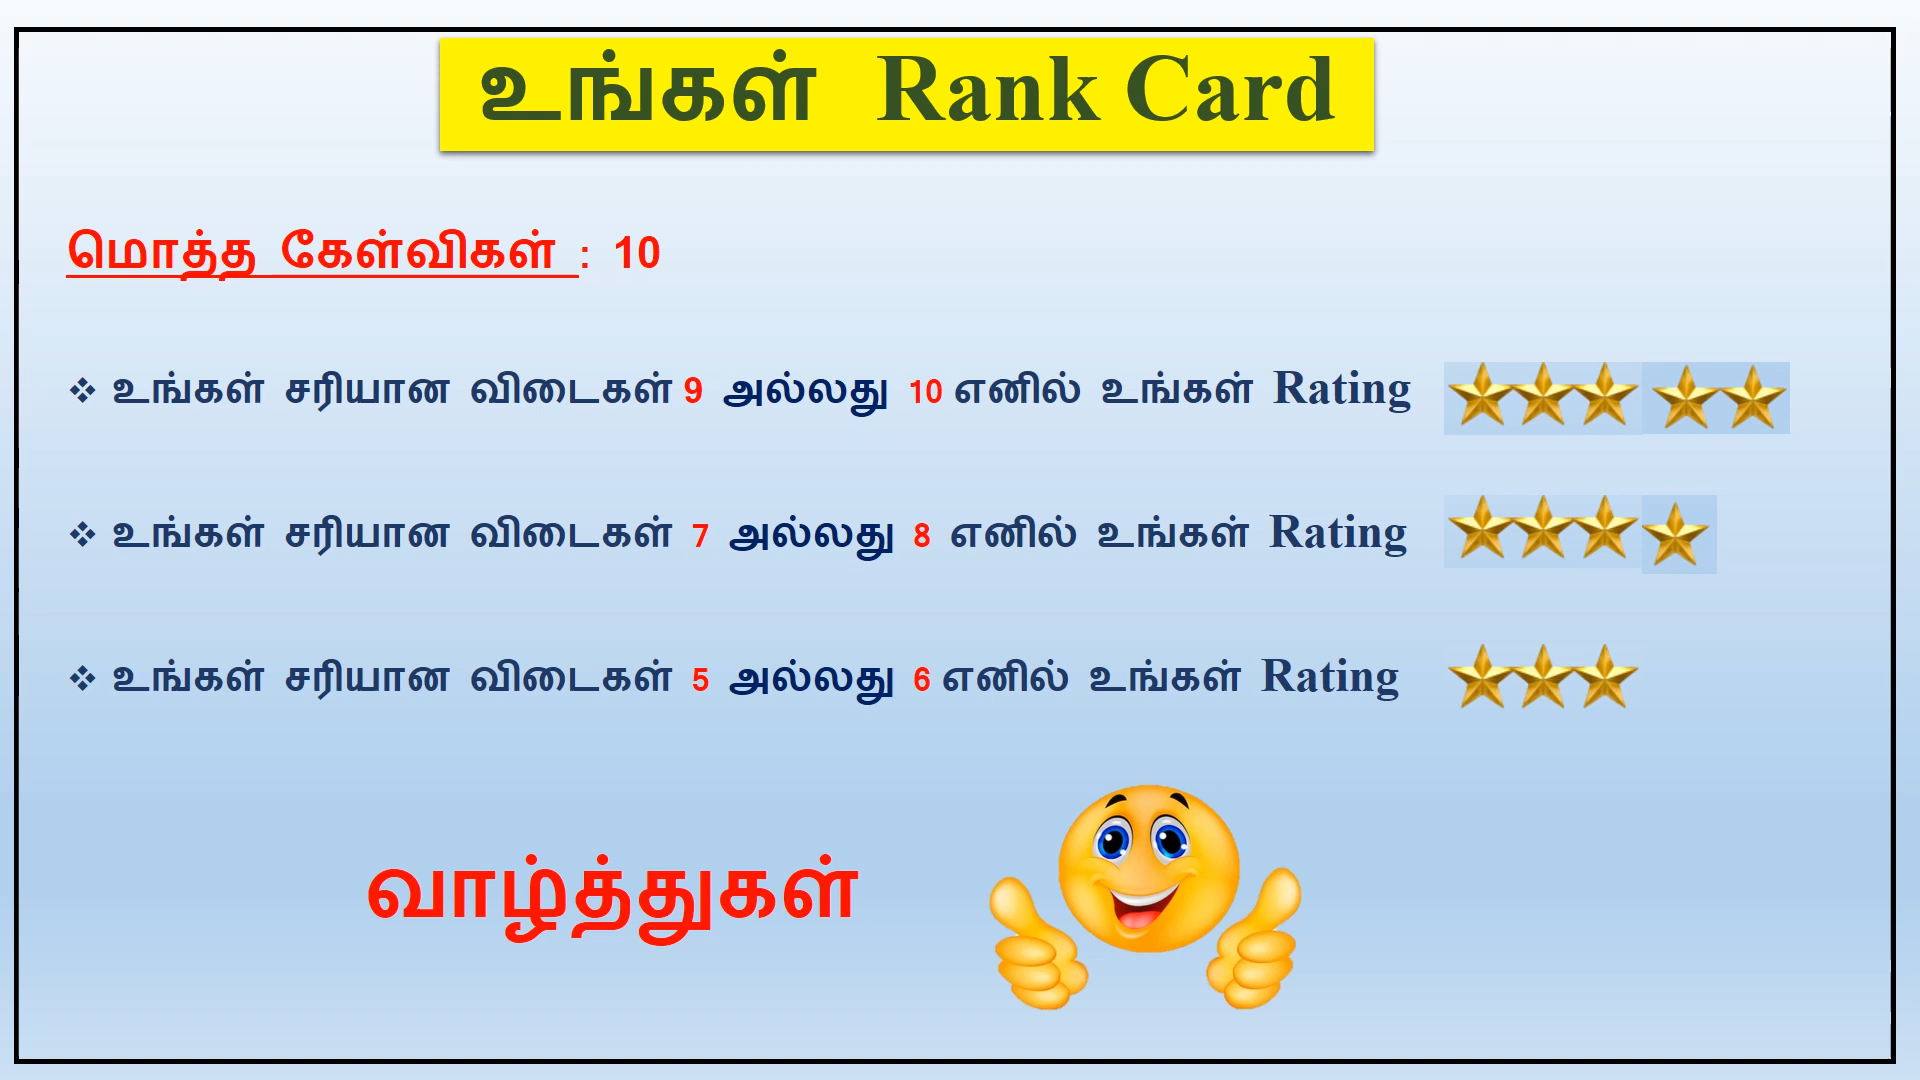 உங்கள் Rank Card
மொத்த கேள்விகள் : 10
❖ உங்கள் சரியான விடைகள் 9 அல்லது 10 எனில் உங்கள் Rating
❖ உங்கள் சரியான விடைகள் 7 அல்லது 8 எனில் உங்கள் Rating
❖ உங்கள் சரியான விடைகள் 5 அல்லது 6 எனில் உங்கள் Rating
வாழ்த்துகள்